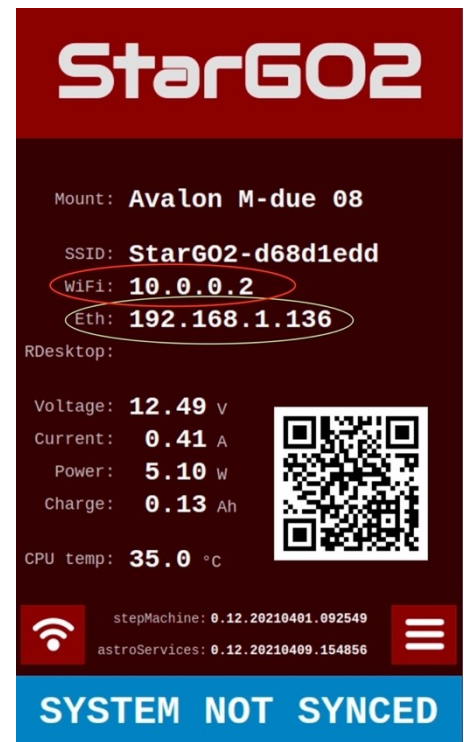 StarGO2
Mount: Avalon M-due 08
SSID: StarGO2-d68d1edd
WiFi: 10.0.0.2
Eth: 192.168.1.136
RDesktop:
Voltage: 12.49 V
Current: 0.41 A
Power: 5.10 W
Charge: 0.13 Ah
CPU temp: 35.0 °C
stepMachine: 0.12.20210401.092549
astroServices: 0.12.20210409.154856
SYSTEM NOT SYNCED